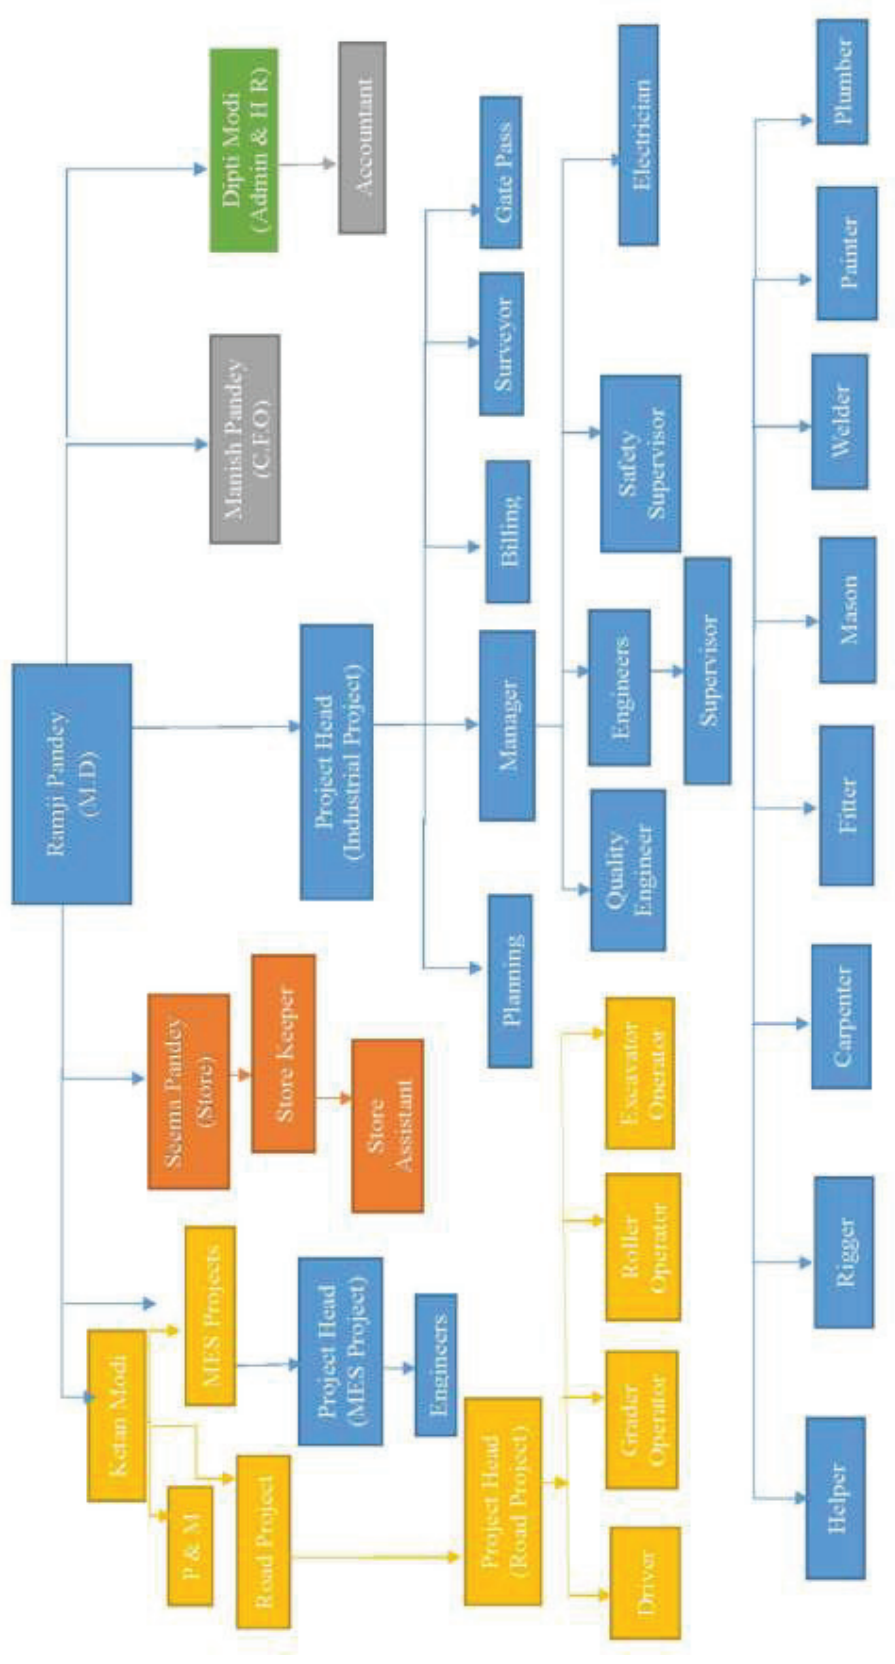 Ramji Pandey
(M.D)
Ketan Modi
P & M
Road Project
MES Projects
Seema Pandey
(Store)
Store Keeper
Store
Assistant
Manish Pandey
(C.F.O)
Dipti Modi
(Admin & H R)
Accountant
Project Head
(MES Project)
Engineers
Project Head
(Industrial Project)
Project Head
(Road Project)
Planning
Manager
Billing
Surveyor
Gate Pass
Driver
Grader
Operator
Roller
Operator
Excavator
Operator
Quality
Engineer
Engineers
Safety
Supervisor
Electrician
Supervisor
Helper
Rigger
Carpenter
Fitter
Mason
Welder
Painter
Plumber